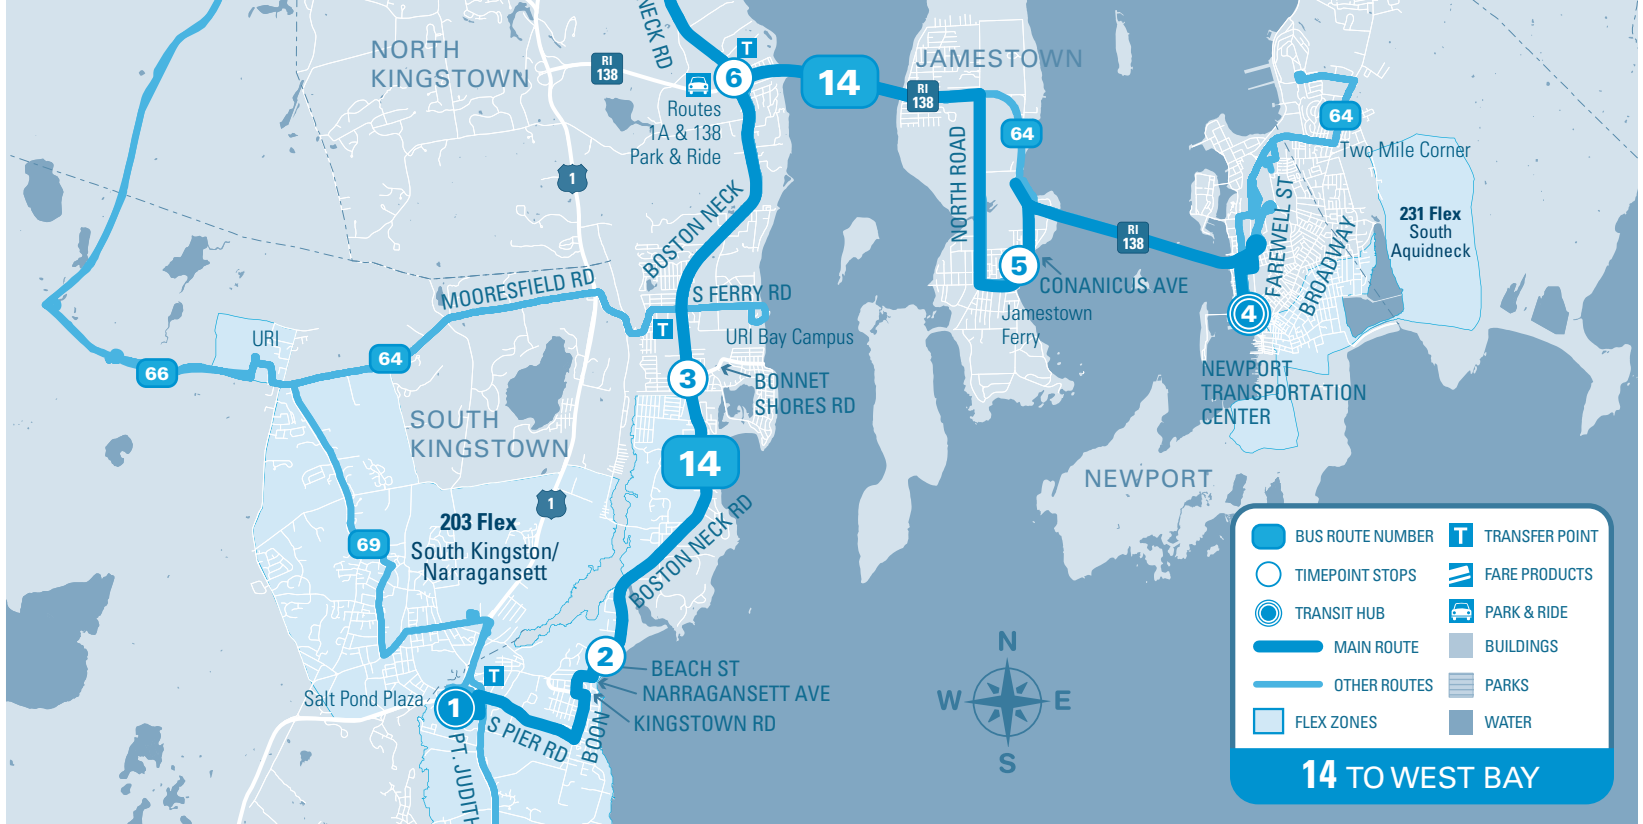 NECK RD
NORTH
KINGSTOWN
RI
138
T
6
Routes
1A & 138
Park & Ride
14
JAMESTOWN
RI
138
64
NORTH ROAD
64
Two Mile Corner
231 Flex
South
Aquidneck
FAREWELL ST
BROADWAY
RI
138
1
BOSTON NECK
MOORESFIELD RD
S FERRY RD
T
URI Bay Campus
5
CONANICUS AVE
Jamestown
Ferry
4
NEWPORT
TRANSPORTATION
CENTER
URI
66
64
3
BONNET
SHORES RD
SOUTH
KINGSTOWN
14
NEWPORT
1
203 Flex
South Kingston/
Narragansett
69
BOSTON NECK RD
2
BEACH ST
NARRAGANSETT AVE
KINGSTOWN RD
T
Salt Pond Plaza
1
S PIER RD
BOON
PT. JUDITH
N
W
E
S
BUS ROUTE NUMBER
T
TRANSFER POINT
TIMEPOINT STOPS
FARE PRODUCTS
TRANSIT HUB
PARK & RIDE
MAIN ROUTE
BUILDINGS
OTHER ROUTES
PARKS
FLEX ZONES
WATER
14 TO WEST BAY